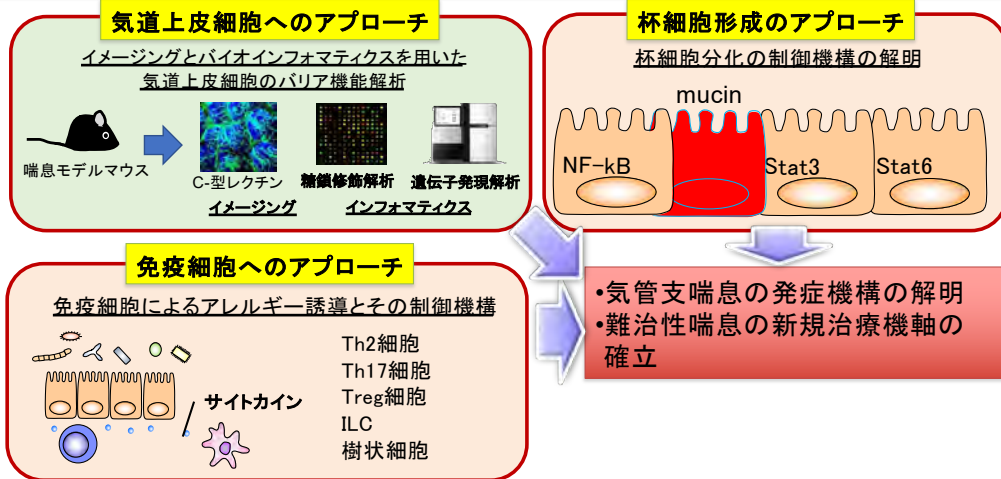 気道上皮細胞へのアプローチ
イメージングとバイオインフォマティクスを用いた
気道上皮細胞のバリア機能解析
喘息モデルマウス
C-型レクチン
糖鎖修飾解析
遺伝子発現解析
イメージング
インフォマティクス
杯細胞形成のアプローチ
杯細胞分化の制御機構の解明
mucin
NF-kB
Stat3
Stat6
免疫細胞へのアプローチ
免疫細胞によるアレルギー誘導とその制御機構
サイトカイン
Th2細胞
Th17細胞
Treg細胞
ILC
樹状細胞
•気管支喘息の発症機構の解明
•難治性喘息の新規治療機軸の
確立